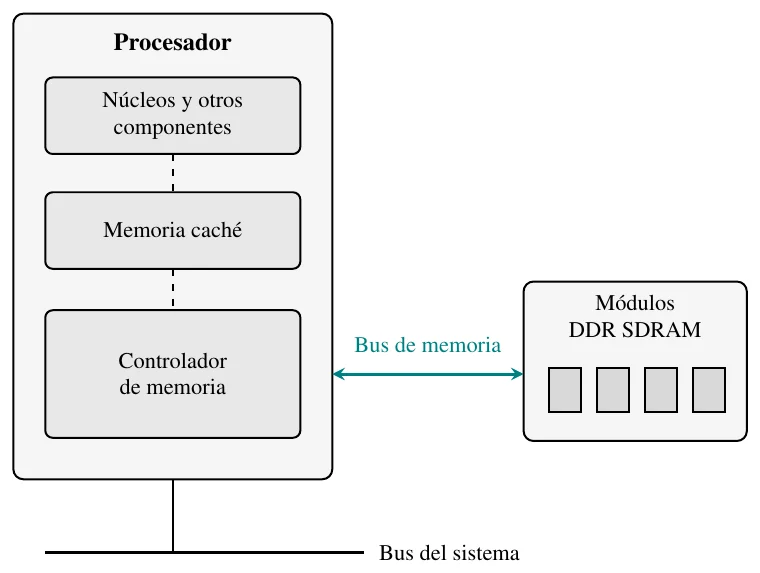 Procesador
Núcleos y otros
componentes
Memoria caché
Controlador
de memoria
Bus de memoria
Módulos
DDR SDRAM
Bus del sistema